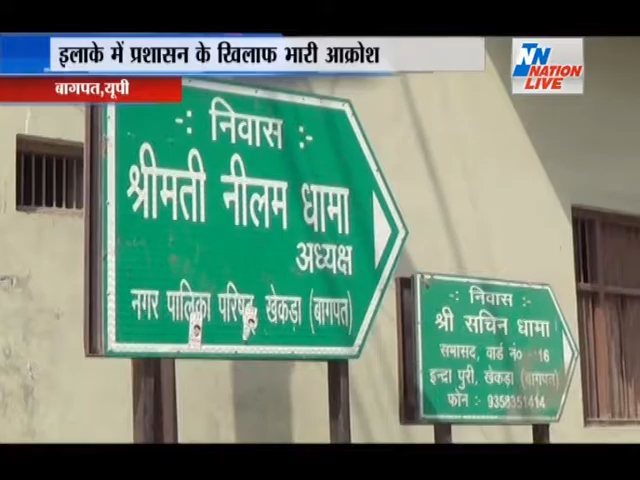 इलाके में प्रशासन के खिलाफ भारी आक्रोश
बागपत,यूपी
NATION
LIVE
-: निवास :-
श्रीमती नीलम धामा
अध्यक्ष
नगर पालिका परिषद खेकड़ा (बागपत)
-: निवास :-
श्री सचिन धामा
सभासद, वार्ड नं०
इन्द्रा पुरी, खेकड़ा (बागपत)
फोन :- 9358351414